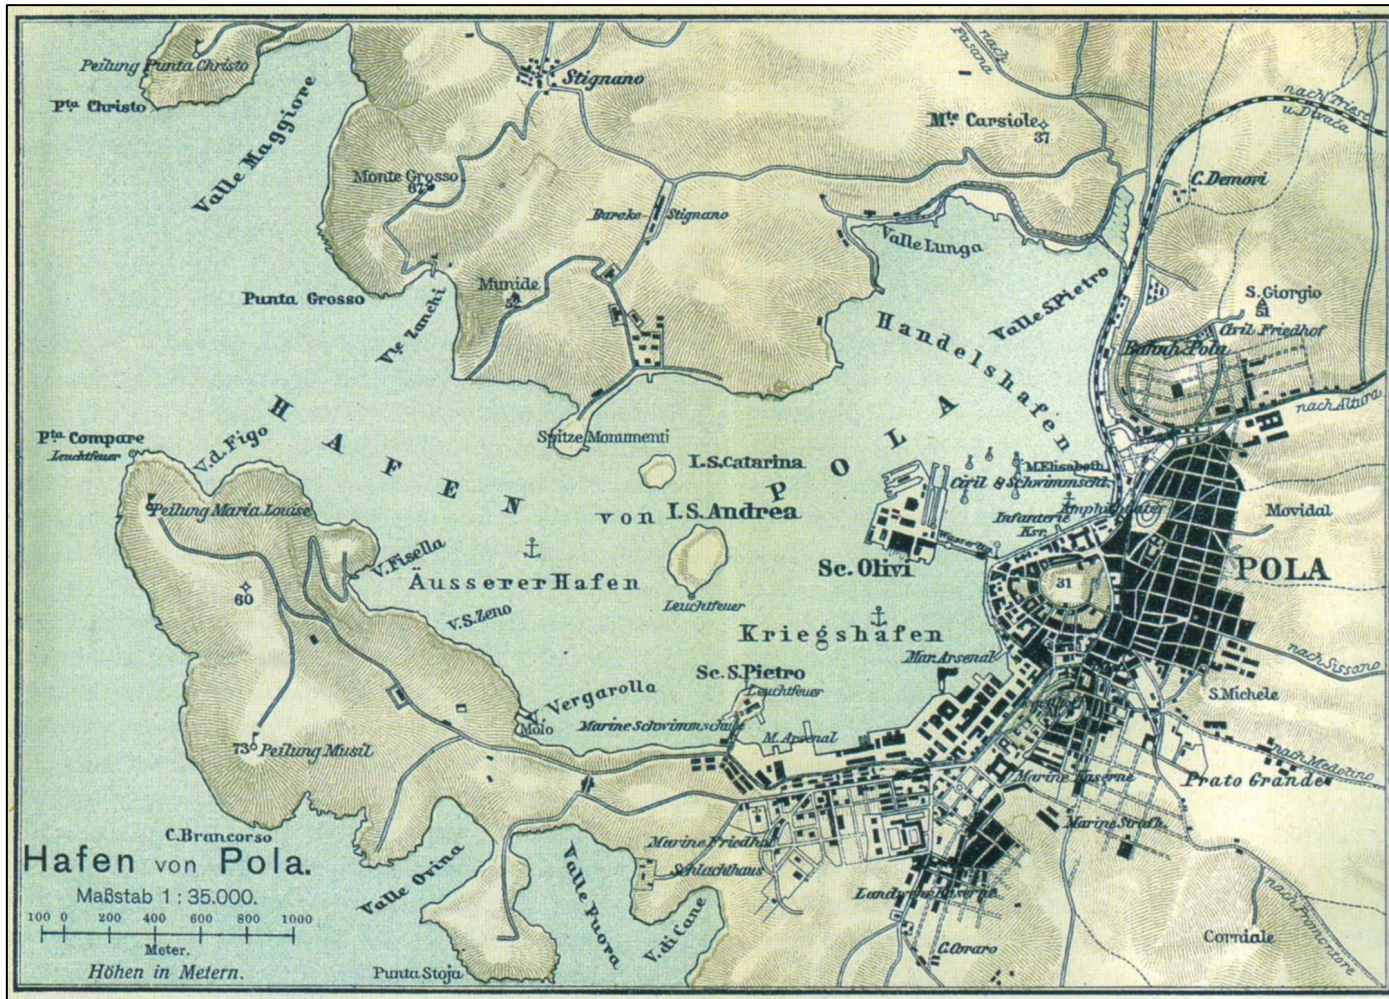 Peilung Punta Christo
Pta Christo
Valle Maggiore
Stignano
nach
Fasana
Mte Carsiole
37
nach Triest
u. Divača
C. Demori
Monte Grosso
67
Baracke
Stignano
Valle Lunga
Valle S. Pietro
Punta Grosso
Vle Zanchi
Munide
52
Handelshafen
S. Giorgio
51
Civil Friedhof
Bahnh. Pola
nach Altura
HAFEN
von
POLA
Pta Compare
Leuchtfeuer
V. d. Figo
Spitze Monumenti
I. S. Catarina
I. S. Andrea
Leuchtfeuer
M. Elisabeth
Civil & Schwimmscht.
Amphitheater
Infanterie
Ksr.
Movidal
POLA
Sc. Olivi
31
Peilung Maria Louise
V. Fisella
60
Äusserer Hafen
V. S. Zeno
Kriegshafen
Mar. Arsenal
nach Sissano
Sc. S. Pietro
Leuchtfeuer
V. Vergarolla
Molo
Marine Schwimmschule
M. Arsenal
S. Michele
nach Medolino
73
Peilung Musil
Marine Kaserne
Prato Grande
Marine Strafh.
C. Brancorso
Marine Friedhof
Schlachthaus
Landwehr Kaserne
Hafen von Pola.
Maßstab 1 : 35.000.
100 0 200 400 600 800 1000
Meter.
Höhen in Metern.
Valle Ovina
Valle Fuora
V. di Cane
Punta Stoja
Corniale
nach Promontore